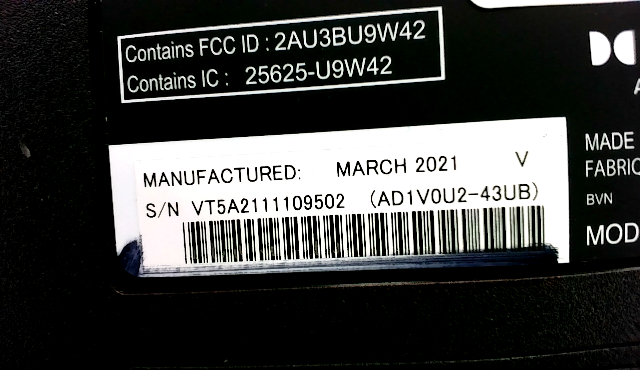 Contains FCC ID : 2AU3BU9W42
Contains IC : 25625-U9W42
MANUFACTURED: MARCH 2021 V
S/N VT5A2111109502 (AD1V0U2-43UB)
MADE
FABRIC
BVN
MOD